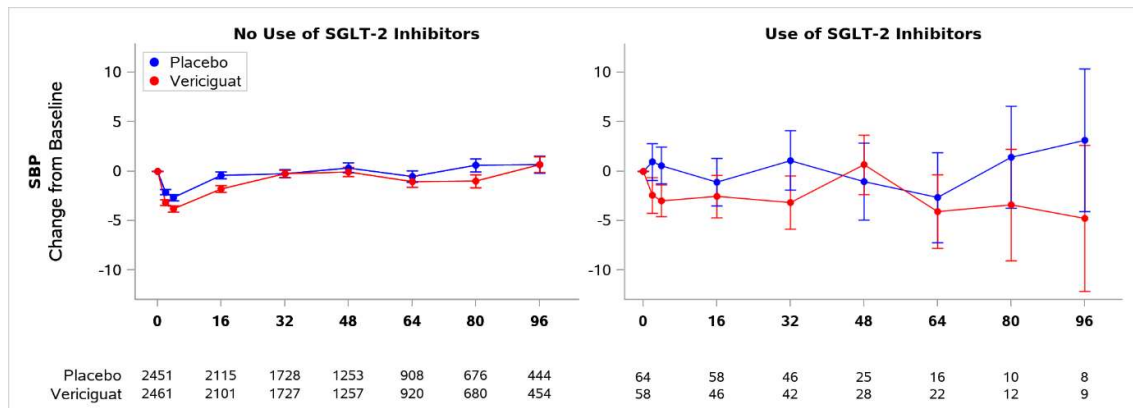 No Use of SGLT-2 Inhibitors
Use of SGLT-2 Inhibitors
Placebo
Vericiguat
SBP
Change from Baseline
10
5
0
-5
-10
10
5
0
-5
-10
0 16 32 48 64 80 96
0 16 32 48 64 80 96
Placebo 2451 2115 1728 1253 908 676 444 64 58 46 25 16 10 8
Vericiguat 2461 2101 1727 1257 920 680 454 58 46 42 28 22 12 9